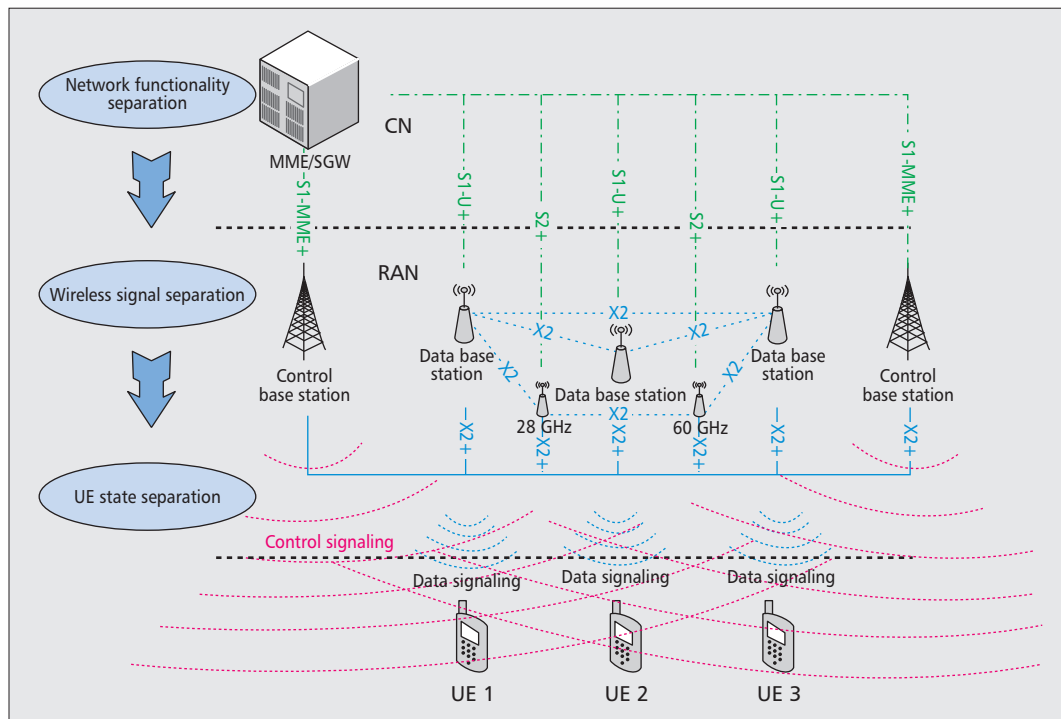 Network functionality
separation
CN
MME/SGW
S1-MME+
S1-U+
S2+
S1-U+
S2+
S1-U+
S1-MME+
RAN
Wireless signal separation
X2
X2
X2
Data base
station
Data base
station
Control
base station
Control
base station
X2
X2
Data base station
X2
28 GHz
60 GHz
X2+
X2+
X2+
X2+
X2+
X2+
UE state separation
Control signaling
Data signaling
Data signaling
Data signaling
UE 1
UE 2
UE 3